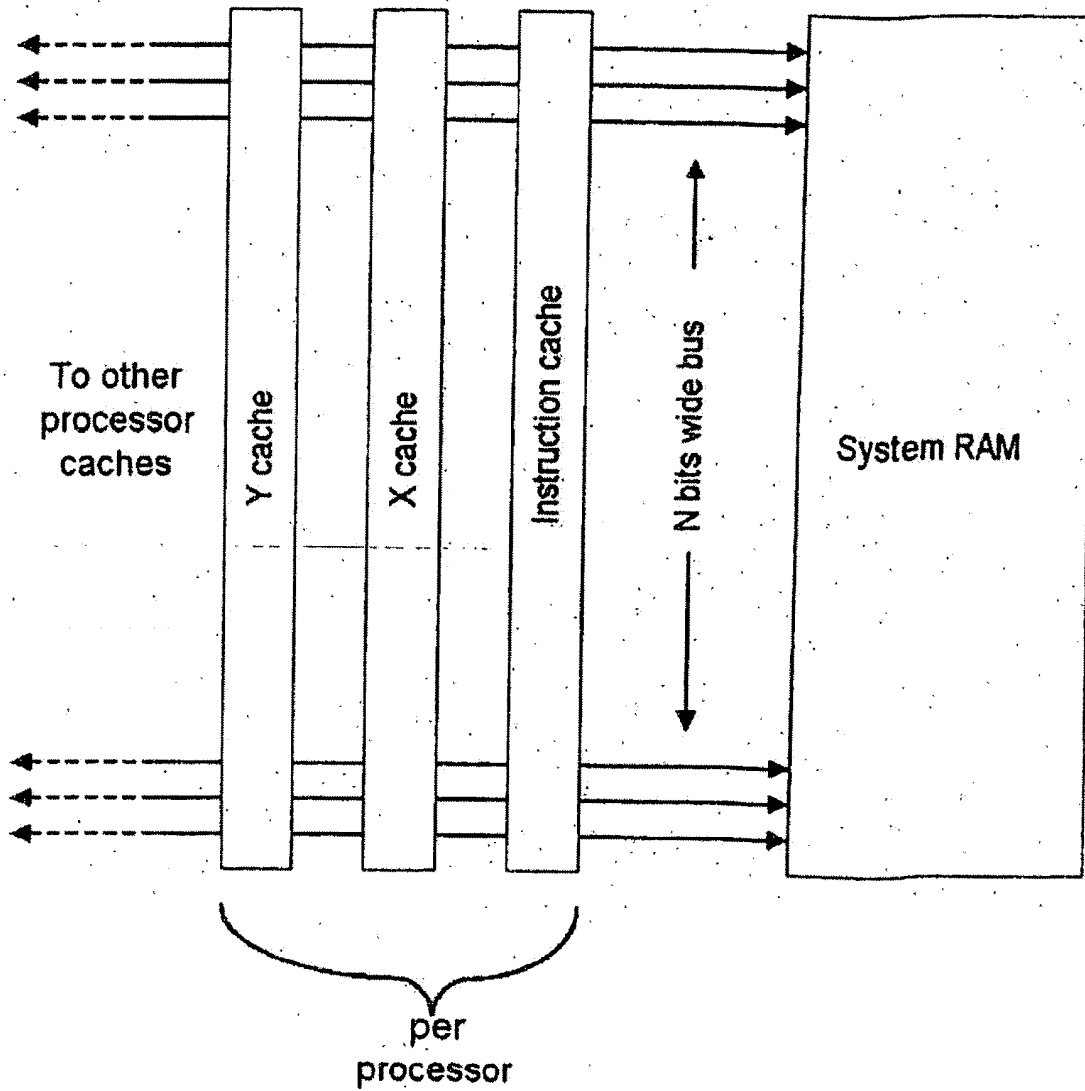 To other
processor
caches
Y cache
X cache
Instruction cache
N bits wide bus
System RAM
per
processor